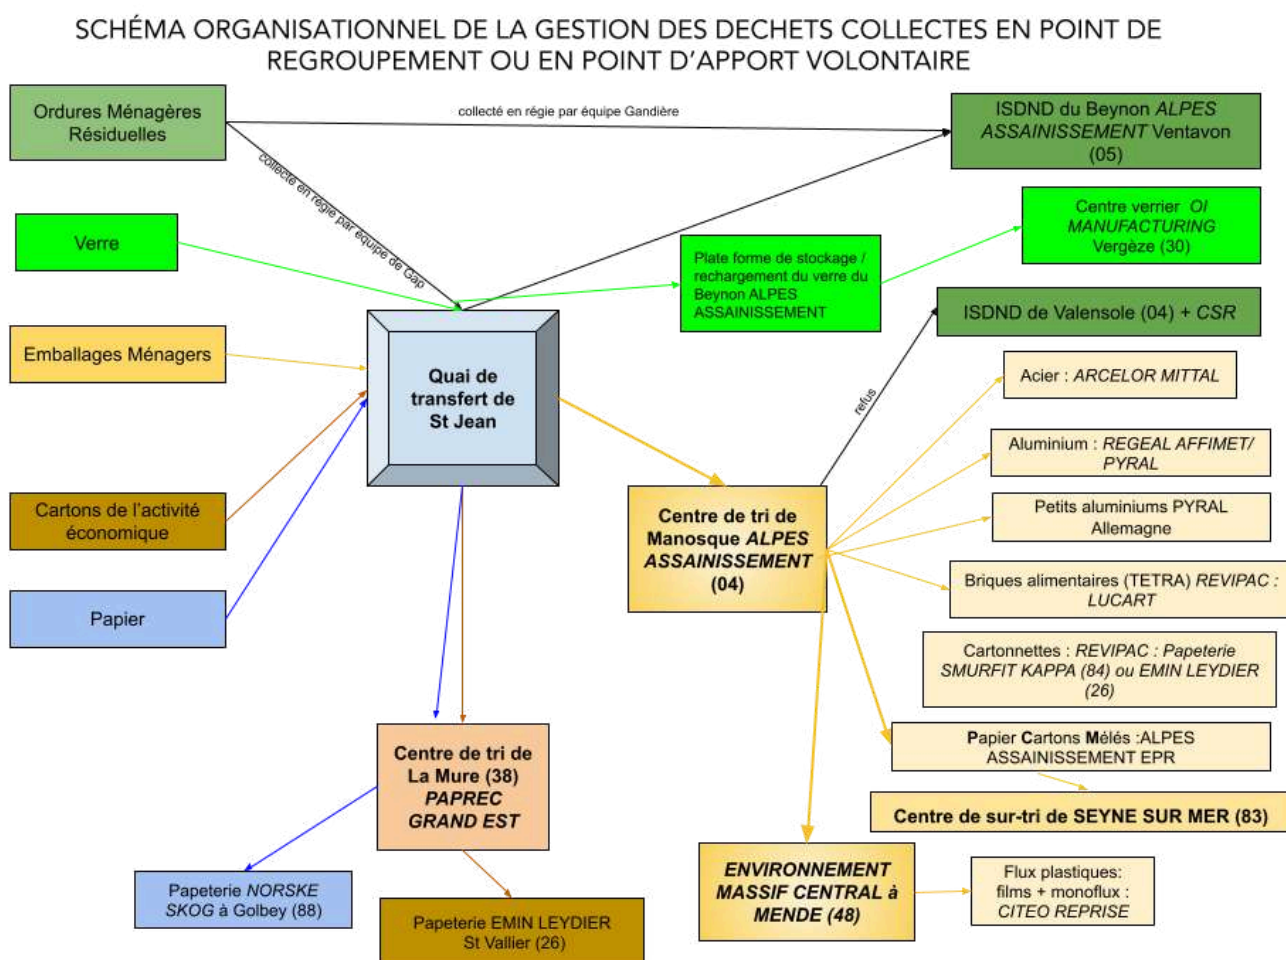 SCHÉMA ORGANISATIONNEL DE LA GESTION DES DECHETS COLLECTES EN POINT DE
REGROUPEMENT OU EN POINT D'APPORT VOLONTAIRE
Ordures Ménagères
Résiduelles
collecté en régie par équipe Gandière
collecté en régie par équipe de Gap
ISDND du Beynon ALPES
ASSAINISSEMENT Ventavon
(05)
Verre
Plate forme de stockage /
rechargement du verre du
Beynon ALPES
ASSAINISSEMENT
Centre verrier OI
MANUFACTURING
Vergèze (30)
ISDND de Valensole (04) + CSR
Emballages Ménagers
Quai de
transfert de
St Jean
refus
Acier : ARCELOR MITTAL
Aluminium : REGEAL AFFIMET/
PYRAL
Cartons de l'activité
économique
Centre de tri de
Manosque ALPES
ASSAINISSEMENT
(04)
Petits aluminiums PYRAL
Allemagne
Briques alimentaires (TETRA) REVIPAC :
LUCART
Papier
Cartonnettes : REVIPAC : Papeterie
SMURFIT KAPPA (84) ou EMIN LEYDIER
(26)
Papier Cartons Mélés :ALPES
ASSAINISSEMENT EPR
Centre de tri de
La Mure (38)
PAPREC
GRAND EST
Centre de sur-tri de SEYNE SUR MER (83)
Papeterie NORSKE
SKOG à Golbey (88)
Papeterie EMIN LEYDIER
St Vallier (26)
ENVIRONNEMENT
MASSIF CENTRAL à
MENDE (48)
Flux plastiques:
films + monoflux :
CITEO REPRISE